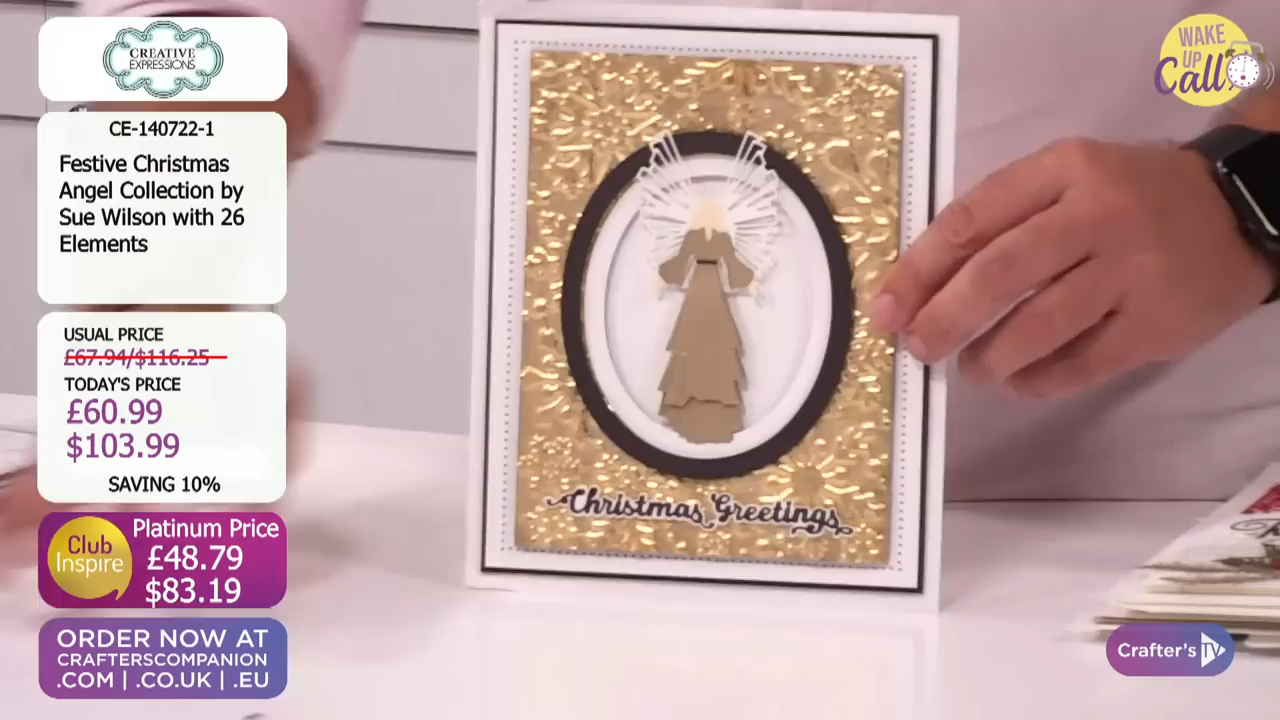 CREATIVE
EXPRESSIONS
CE-140722-1
Festive Christmas
Angel Collection by
Sue Wilson with 26
Elements
USUAL PRICE
£67.94/$116.25
TODAY'S PRICE
£60.99
$103.99
SAVING 10%
Club
Inspire
Platinum Price
£48.79
$83.19
ORDER NOW AT
CRAFTERSCOMPANION
.COM | .CO.UK | .EU
WAKE
UP
Call
Christmas Greetings
Crafter's TV